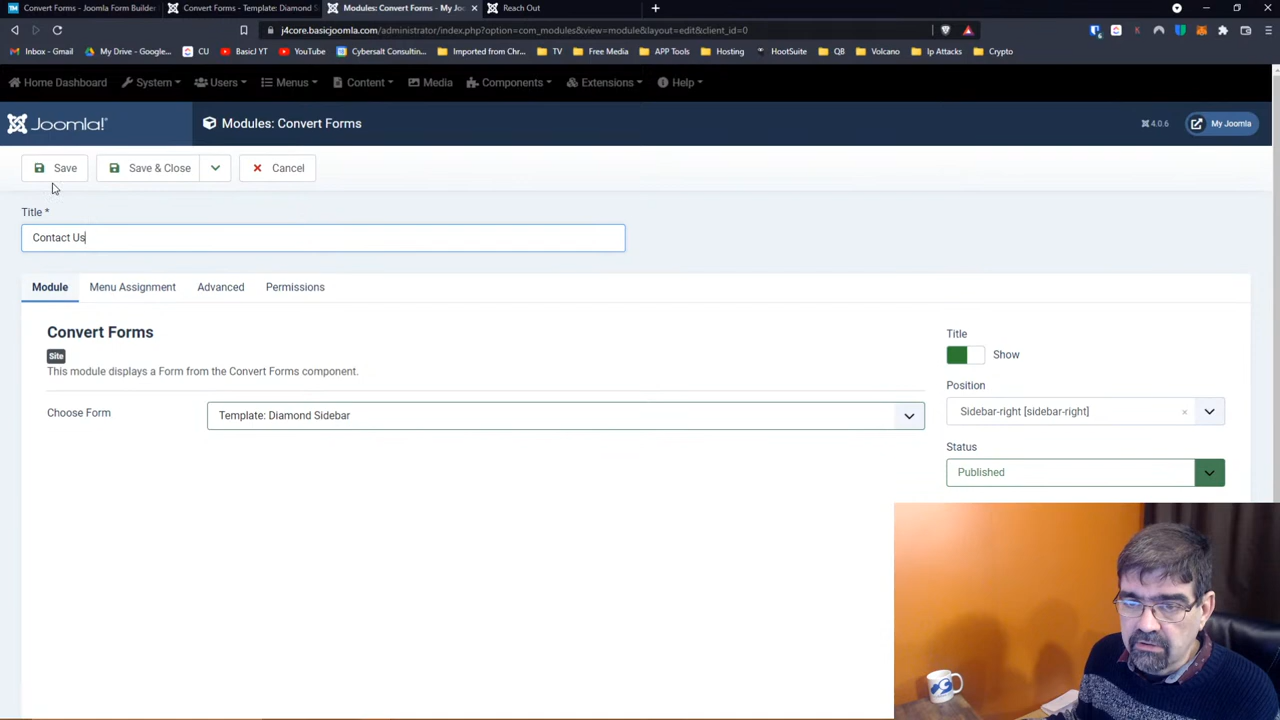 Convert Forms - Joomla Form Builder
Convert Forms - Template: Diamond S
Modules: Convert Forms - My Jo
Reach Out
j4core.basicjoomla.com/administrator/index.php?option=com_modules&view=module&layout=edit&client_id=0
Inbox - Gmail
My Drive - Google...
CU
BasicJ YT
YouTube
Cybersalt Consultin...
Imported from Chr...
TV
Free Media
APP Tools
Hosting
HootSuite
QB
Volcano
Ip Attacks
Crypto
Home Dashboard
System
Users
Menus
Content
Media
Components
Extensions
Help
Joomla!
Modules: Convert Forms
4.0.6
My Joomla
Save
Save & Close
Cancel
Title *
Contact Us
Module
Menu Assignment
Advanced
Permissions
Convert Forms
Site
This module displays a Form from the Convert Forms component.
Choose Form
Template: Diamond Sidebar
Title
Show
Position
Sidebar-right [sidebar-right]
Status
Published